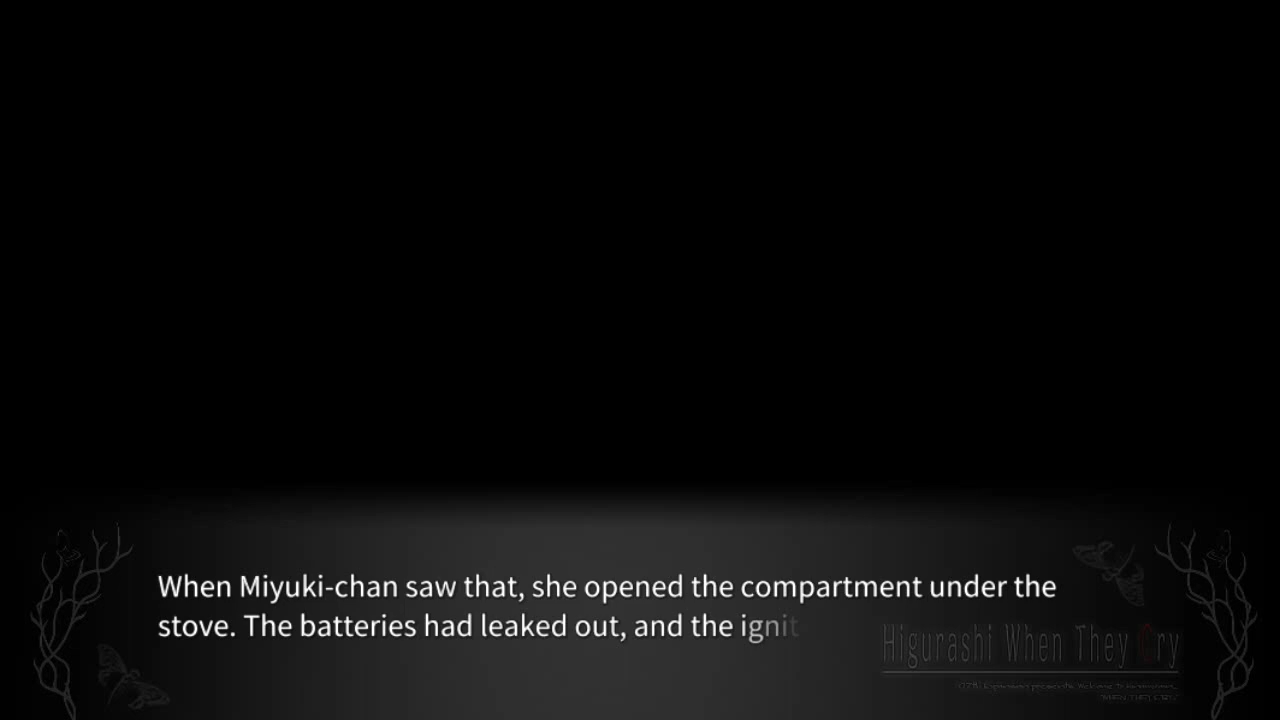 When Miyuki-chan saw that, she opened the compartment under the
stove. The batteries had leaked out, and the ignit
Higurashi When They Cry